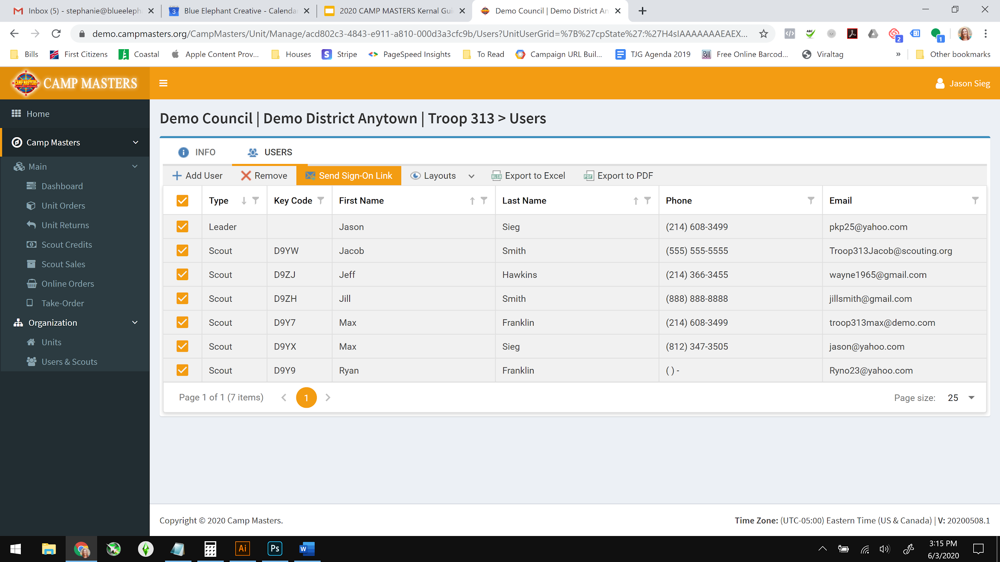 Inbox (5) - stephanie@blueeleph
3 Blue Elephant Creative - Calenda
2020 CAMP MASTERS Kernal Gui
Demo Council | Demo District An
demo.campmasters.org/CampMasters/Unit/Manage/acd802c3-4843-e911-a810-000d3a3cfc9b/Users?UnitUserGrid=%7B%27cpState%27:%27H4sIAAAAAAAEAEX...
ABC
2
1
Bills First Citizens Coastal Apple Content Prov... Houses S Stripe PageSpeed Insights To Read Campaign URL Buil... TJG Agenda 2019 Free Online Barcod... Viraltag » Other bookmarks
CAMP MASTERS
CAMP MASTERS
Jason Sieg
Home
Camp Masters
Main
Dashboard
Unit Orders
Unit Returns
Scout Credits
Scout Sales
Online Orders
Take-Order
Organization
Units
Users & Scouts
Demo Council | Demo District Anytown | Troop 313 > Users
INFO USERS
Add User Remove Send Sign-On Link Layouts XLSX Export to Excel PDF Export to PDF
Type Key Code First Name Last Name Phone Email
Leader Jason Sieg (214) 608-3499 pkp25@yahoo.com
Scout D9YW Jacob Smith (555) 555-5555 Troop313Jacob@scouting.org
Scout D9ZJ Jeff Hawkins (214) 366-3455 wayne1965@gmail.com
Scout D9ZH Jill Smith (888) 888-8888 jillsmith@gmail.com
Scout D9Y7 Max Franklin (214) 608-3499 troop313max@demo.com
Scout D9YX Max Sieg (812) 347-3505 jason@yahoo.com
Scout D9Y9 Ryan Franklin ( ) - Ryno23@yahoo.com
Page 1 of 1 (7 items) 1 Page size: 25
Copyright © 2020 Camp Masters.
Time Zone: (UTC-05:00) Eastern Time (US & Canada) | V: 20200508.1
Ai Ps W
3:15 PM
6/3/2020